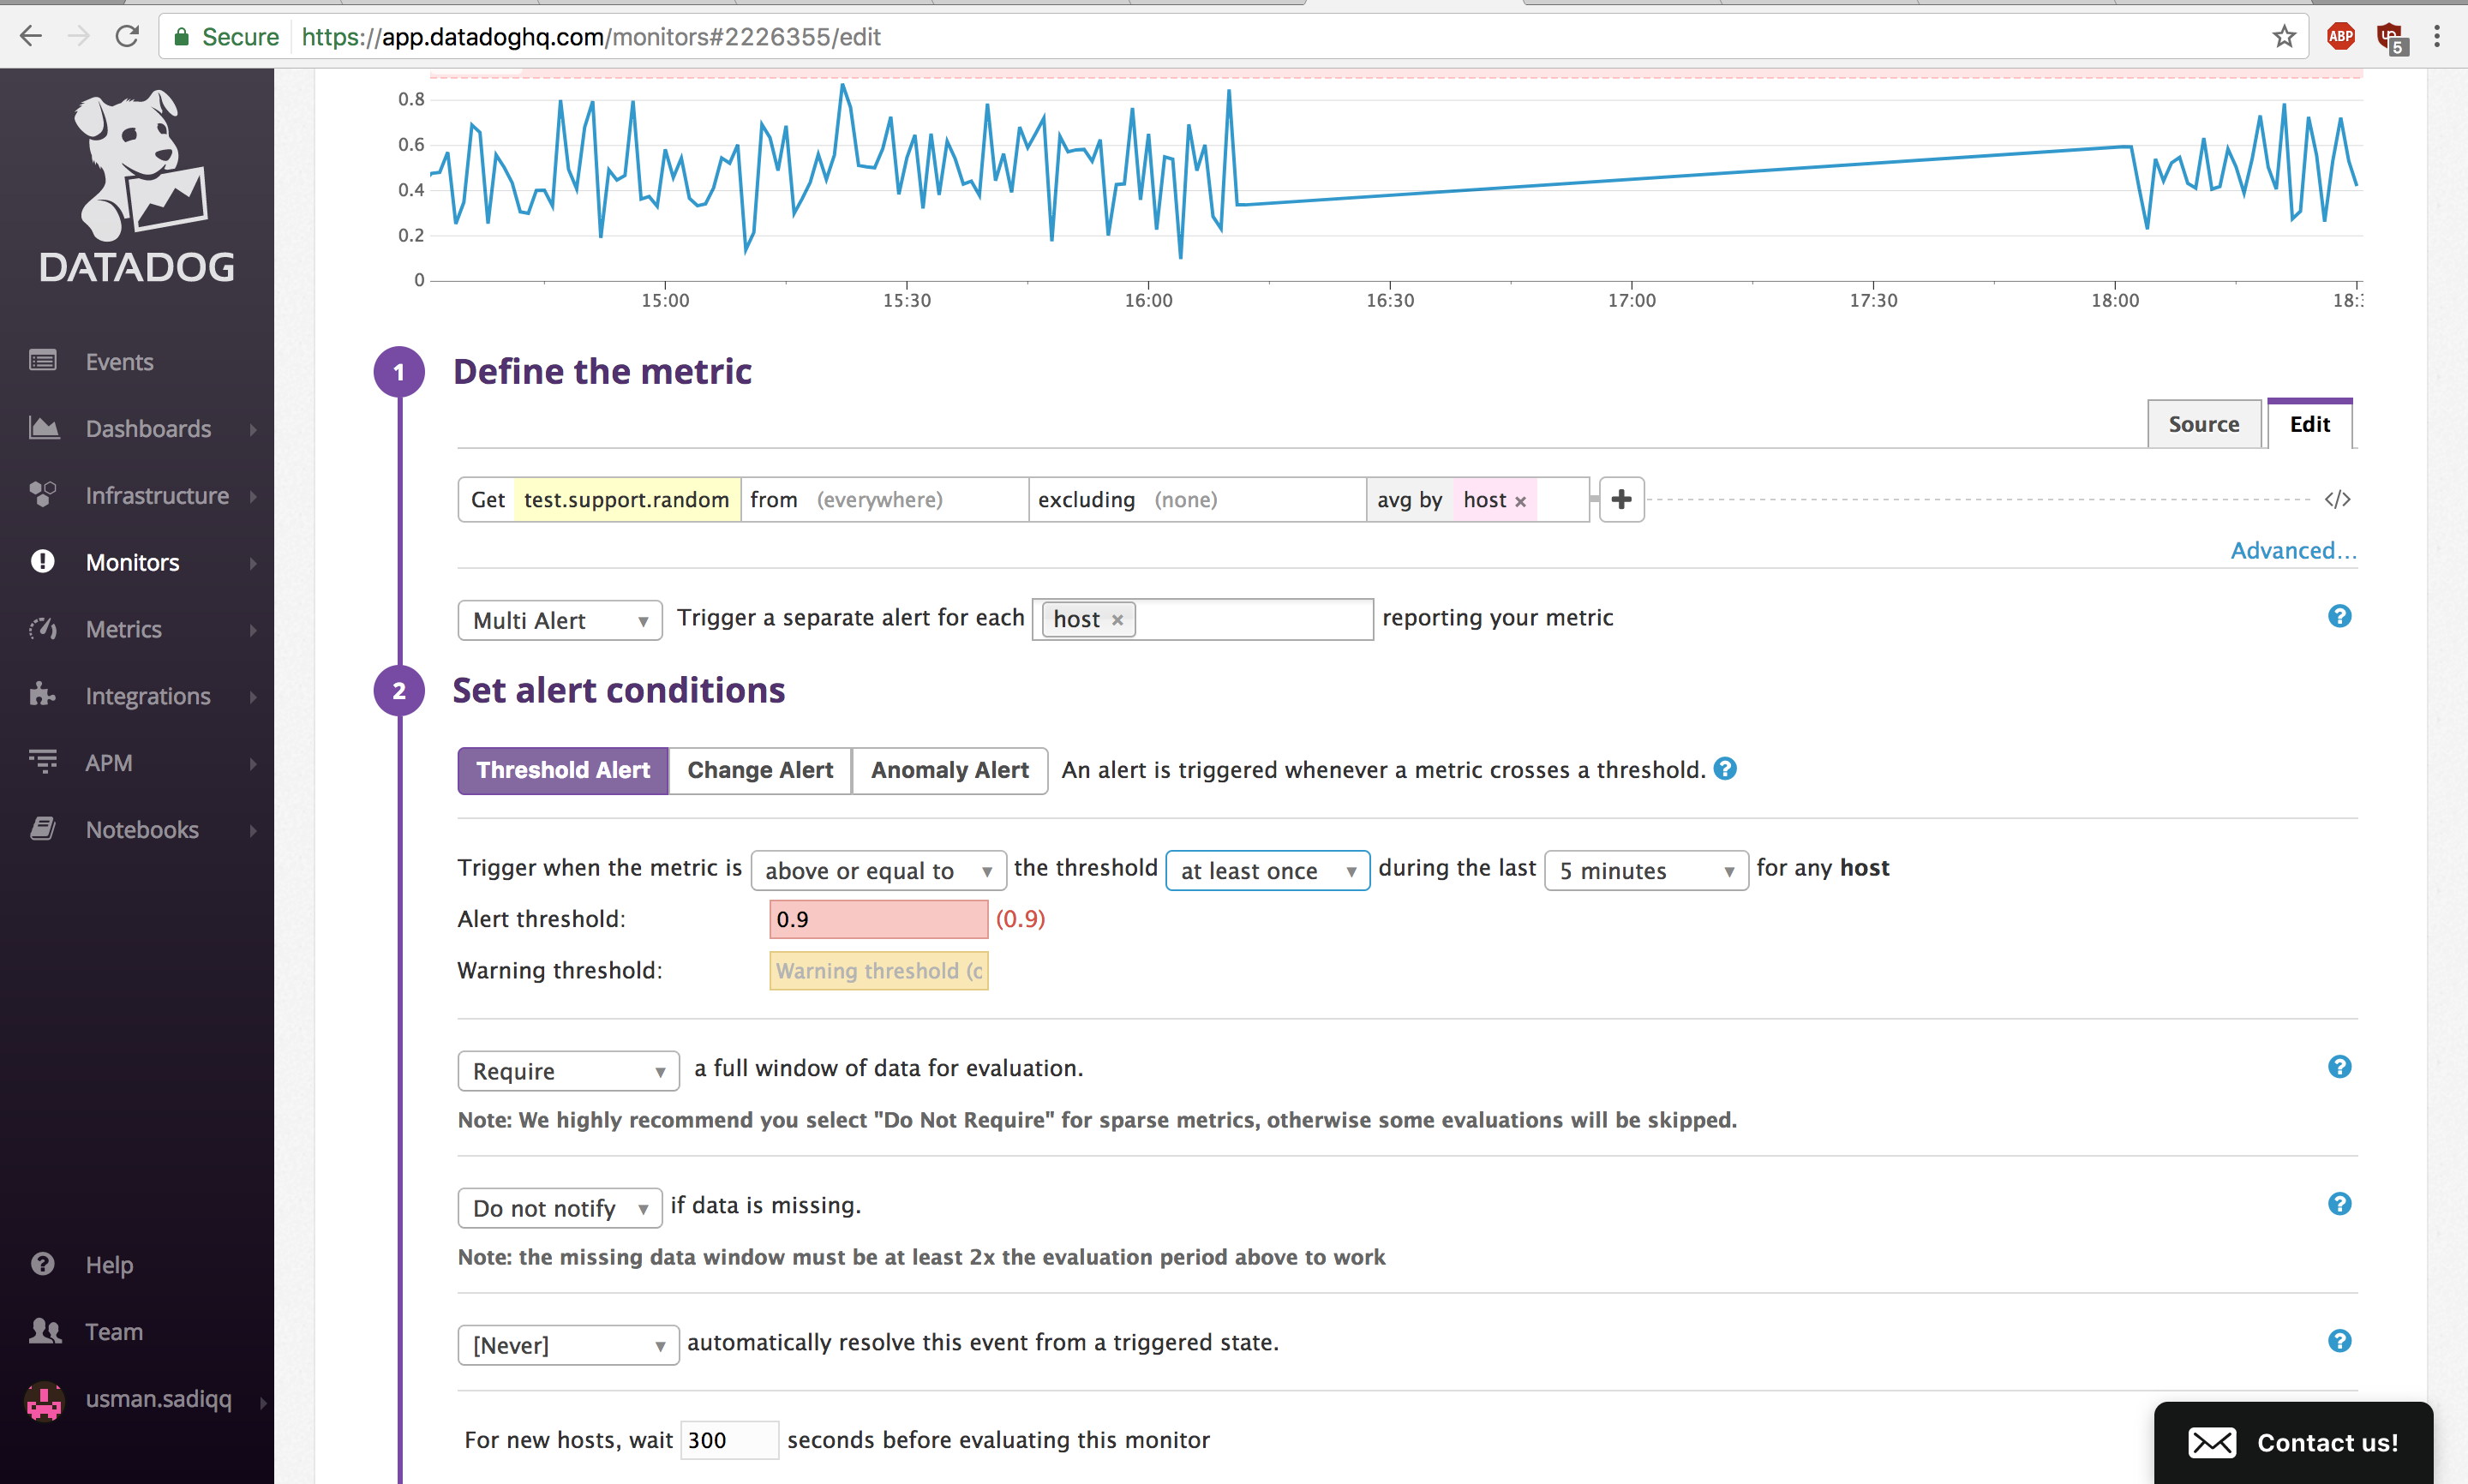 Secure https://app.datadoghq.com/monitors#2226355/edit
ABP
5
DATADOG
Events
Dashboards
Infrastructure
Monitors
Metrics
Integrations
APM
Notebooks
Help
Team
usman.sadiqq
0.8
0.6
0.4
0.2
0
15:00 15:30 16:00 16:30 17:00 17:30 18:00 18:
1 Define the metric
Source Edit
Get test.support.random from (everywhere) excluding (none) avg by host × + </>
Advanced...
Multi Alert Trigger a separate alert for each host × reporting your metric ?
2 Set alert conditions
Threshold Alert Change Alert Anomaly Alert An alert is triggered whenever a metric crosses a threshold. ?
Trigger when the metric is above or equal to the threshold at least once during the last 5 minutes for any host
Alert threshold: 0.9 (0.9)
Warning threshold: Warning threshold (
Require a full window of data for evaluation. ?
Note: We highly recommend you select "Do Not Require" for sparse metrics, otherwise some evaluations will be skipped.
Do not notify if data is missing. ?
Note: the missing data window must be at least 2x the evaluation period above to work
[Never] automatically resolve this event from a triggered state. ?
For new hosts, wait 300 seconds before evaluating this monitor
Contact us!